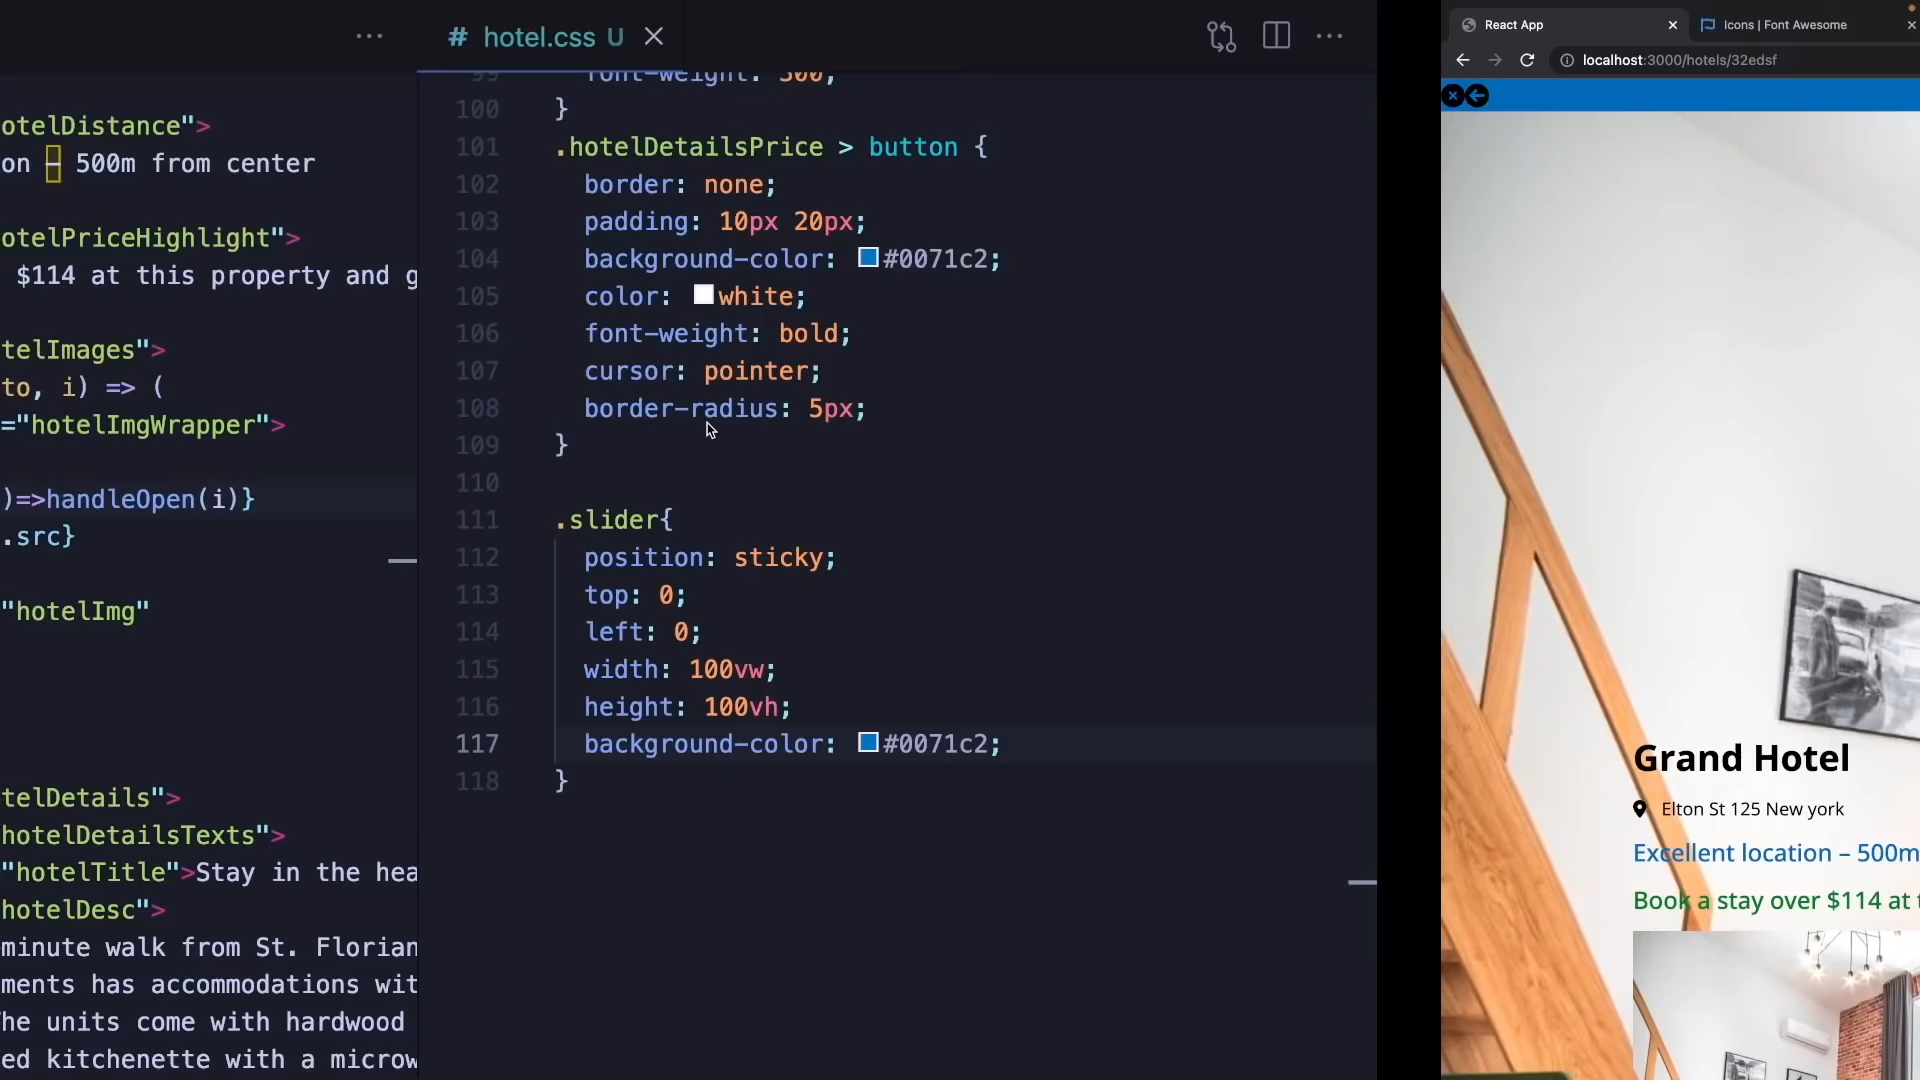 # hotel.css U
otelDistance">
on – 500m from center
otelPriceHighlight">
$114 at this property and g
telImages">
to, i) => (
="hotelImgWrapper">
)=>handleOpen(i)}
.src}
"hotelImg"
telDetails">
hotelDetailsTexts">
"hotelTitle">Stay in the hea
hotelDesc">
minute walk from St. Florian
ments has accommodations wit
he units come with hardwood
ed kitchenette with a microw
99 font-weight: 300;
100 }
101 .hotelDetailsPrice > button {
102 border: none;
103 padding: 10px 20px;
104 background-color: #0071c2;
105 color: white;
106 font-weight: bold;
107 cursor: pointer;
108 border-radius: 5px;
109 }
110
111 .slider{
112 position: sticky;
113 top: 0;
114 left: 0;
115 width: 100vw;
116 height: 100vh;
117 background-color: #0071c2;
118 }
React App
Icons | Font Awesome
localhost:3000/hotels/32edsf
Grand Hotel
Elton St 125 New york
Excellent location – 500m
Book a stay over $114 at t